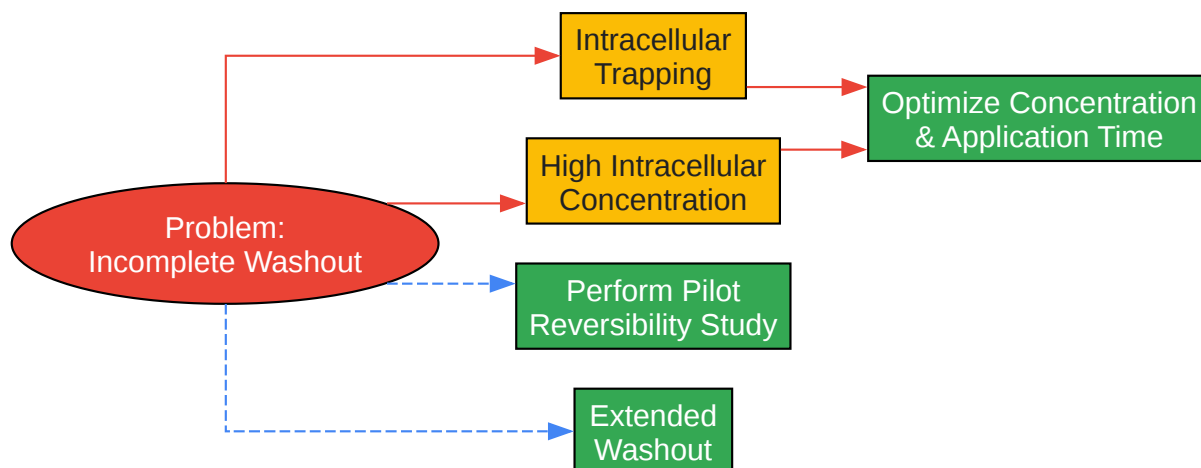 Intracellular
Trapping
Optimize Concentration
& Application Time
High Intracellular
Concentration
Problem:
Incomplete Washout
Perform Pilot
Reversibility Study
Extended
Washout